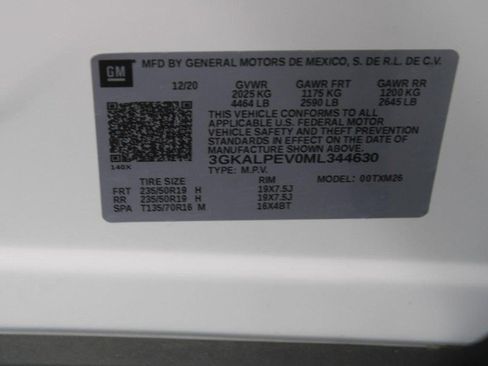 GM MFD BY GENERAL MOTORS DE MEXICO, S. DE R.L. DE C.V.
12/20 GVWR GAWR FRT GAWR RR
2025 KG 1175 KG 1200 KG
4464 LB 2590 LB 2645 LB
THIS VEHICLE CONFORMS TO ALL
APPLICABLE U.S. FEDERAL MOTOR
VEHICLE SAFETY AND THEFT PREVENTION
STANDARDS IN EFFECT ON THE DATE OF
MANUFACTURE SHOWN ABOVE.
3GKALPEV0ML344630
140X TYPE: M.P.V. MODEL: 00TXM26
TIRE SIZE RIM
FRT 235/50R19 H 19X7.5J
RR 235/50R19 H 19X7.5J
SPA T135/70R16 M 16X4BT